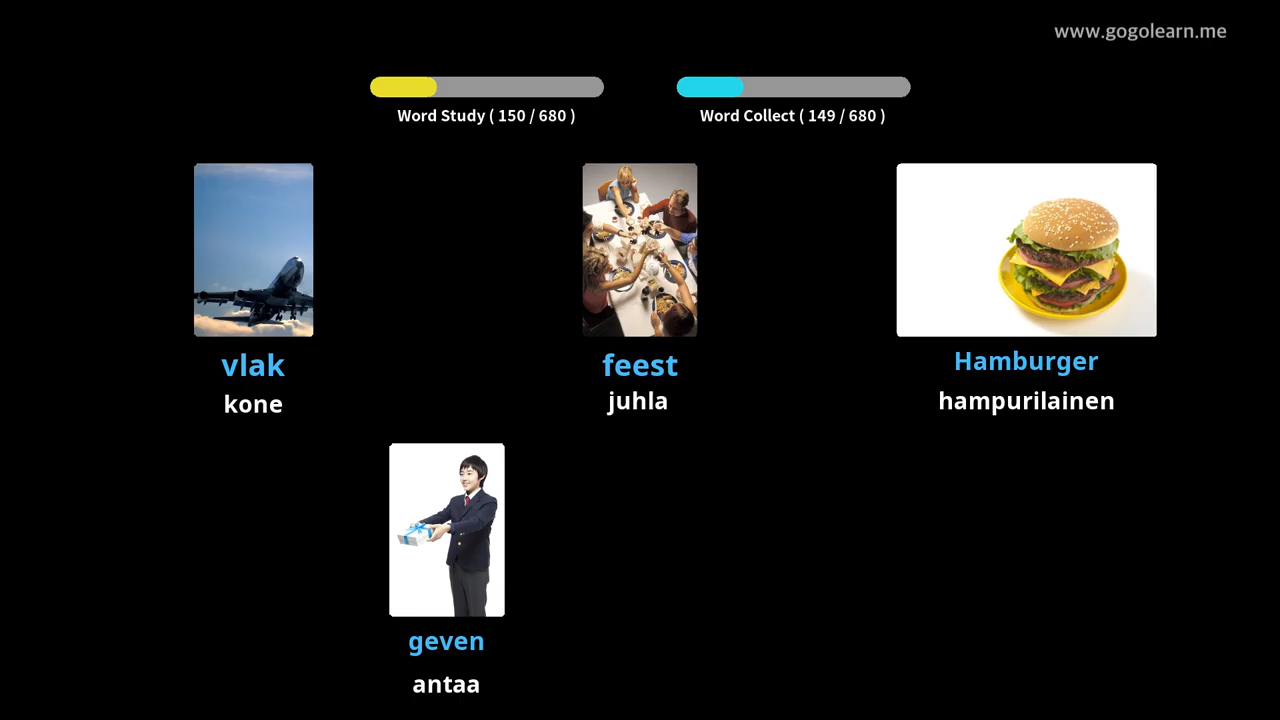 www.gogolearn.me
Word Study ( 150 / 680 )
Word Collect ( 149 / 680 )
vlak
kone
feest
juhla
Hamburger
hampurilainen
geven
antaa